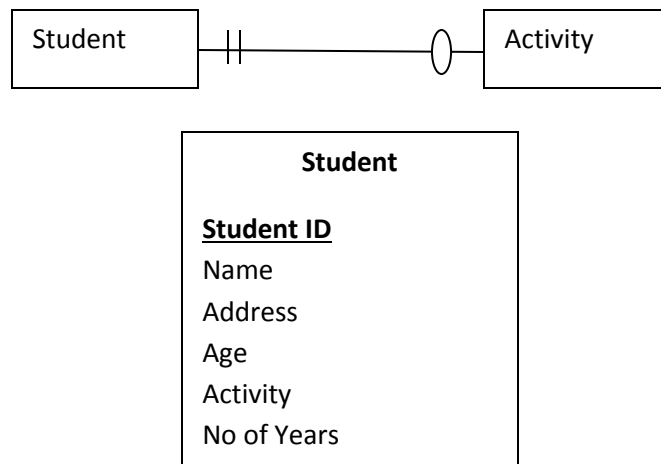 Student
Activity
Student
Student ID
Name
Address
Age
Activity
No of Years